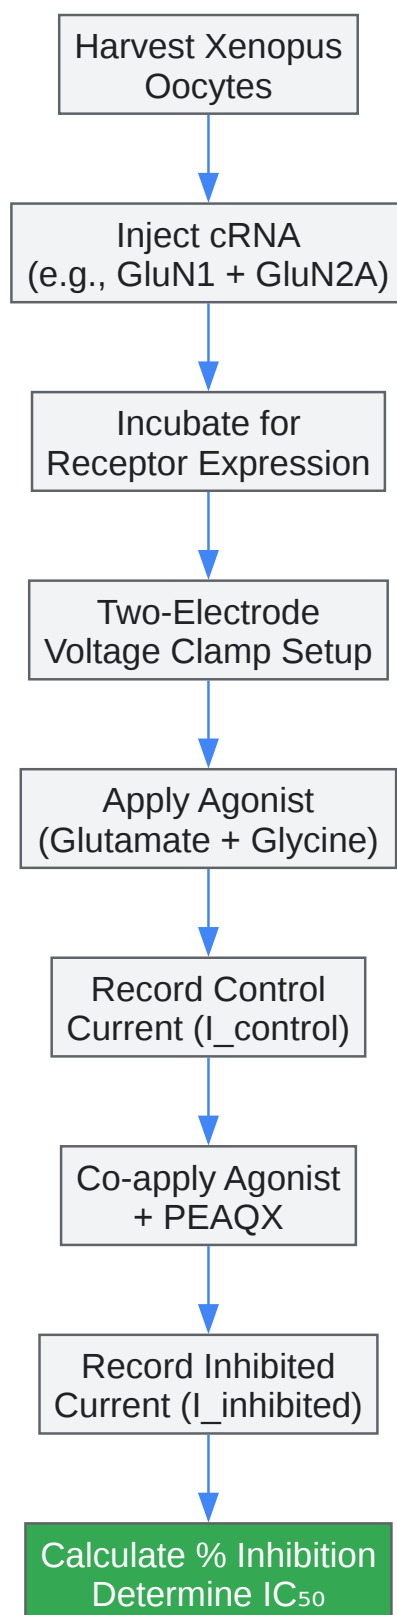 Harvest Xenopus
Oocytes
Inject cRNA
(e.g., GluN1 + GluN2A)
Incubate for
Receptor Expression
Two-Electrode
Voltage Clamp Setup
Apply Agonist
(Glutamate + Glycine)
Record Control
Current (I_control)
Co-apply Agonist
+ PEAQX
Record Inhibited
Current (I_inhibited)
Calculate % Inhibition
Determine IC₅₀